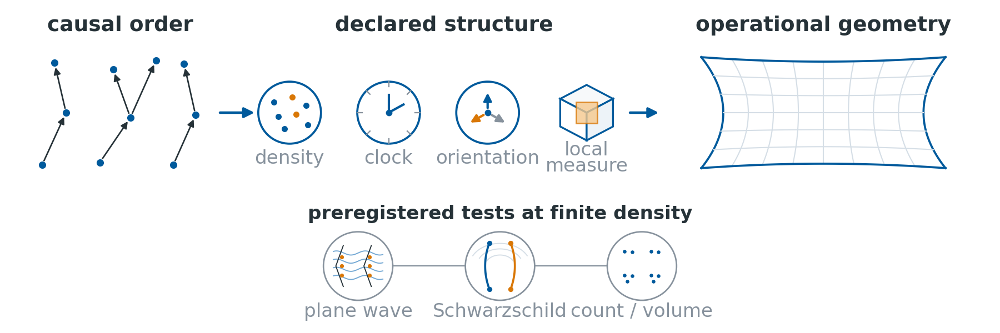 causal order
declared structure
operational geometry
density
clock
orientation
local
measure
preregistered tests at finite density
plane wave
Schwarzschild
count / volume